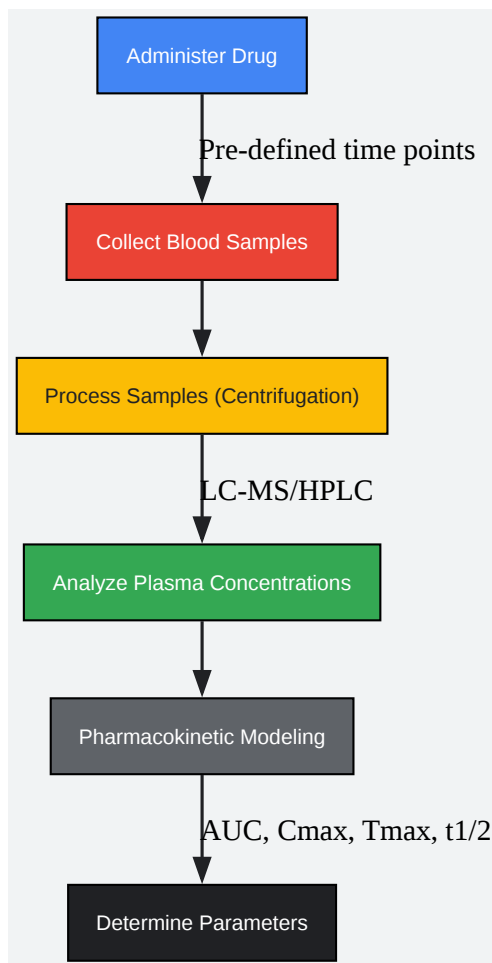 Administer Drug
Pre-defined time points
Collect Blood Samples
Process Samples (Centrifugation)
LC-MS/HPLC
Analyze Plasma Concentrations
Pharmacokinetic Modeling
AUC, Cmax, Tmax, t1/2
Determine Parameters